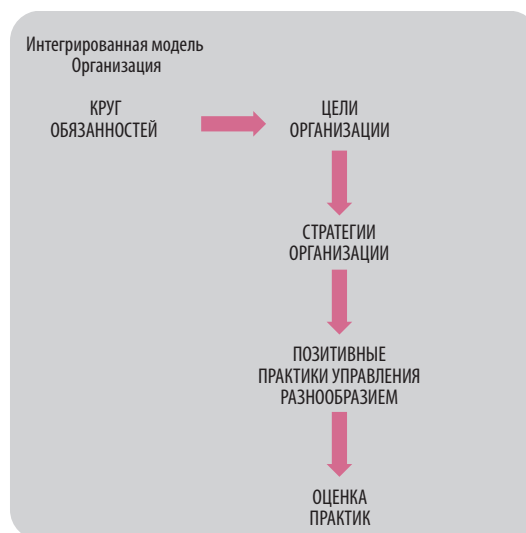 Интегрированная модель
Организация
КРУГ
ОБЯЗАННОСТЕЙ
ЦЕЛИ
ОРГАНИЗАЦИИ
СТРАТЕГИИ
ОРГАНИЗАЦИИ
ПОЗИТИВНЫЕ
ПРАКТИКИ УПРАВЛЕНИЯ
РАЗНООБРАЗИЕМ
ОЦЕНКА
ПРАКТИК